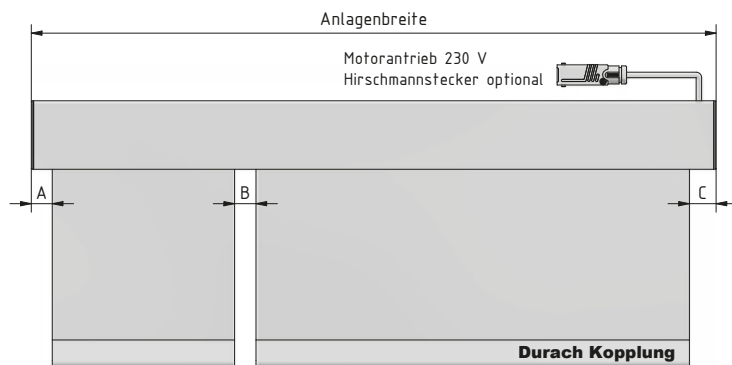 Anlagenbreite
Motorantrieb 230 V
Hirschmannstecker optional
A
B
C
Durach Kopplung